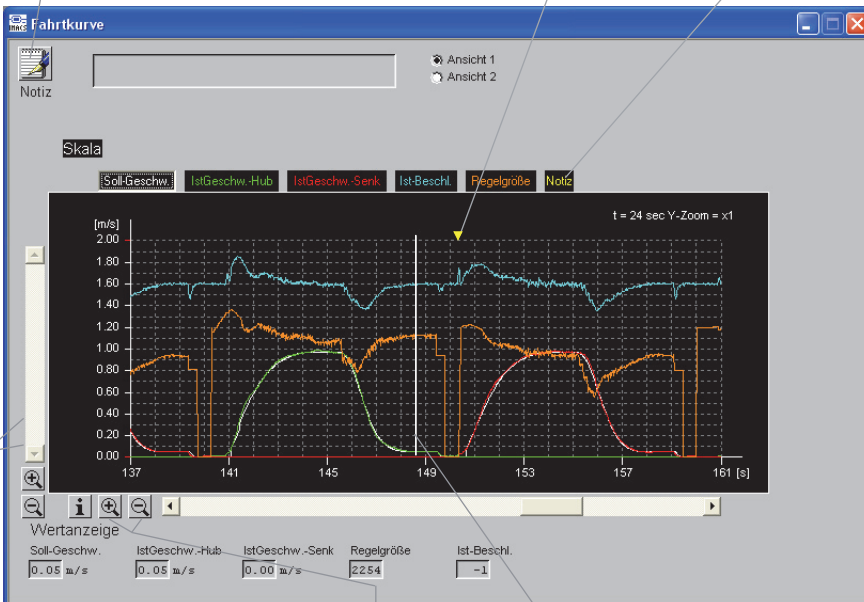 IMACS Fahrtkurve
Notiz
Ansicht 1
Ansicht 2
Skala
Soll-Geschw. IstGeschw.-Hub IstGeschw.-Senk Ist-Beschl. Regelgröße Notiz
t = 24 sec Y-Zoom = x1
[m/s]
2.00
1.80
1.60
1.40
1.20
1.00
0.80
0.60
0.40
0.20
0.00
137 141 145 149 153 157 161 [s]
i
Wertanzeige
Soll-Geschw. IstGeschw.-Hub IstGeschw.-Senk Regelgröße Ist-Beschl.
0.05 m/s 0.05 m/s 0.00 m/s 2254 -1